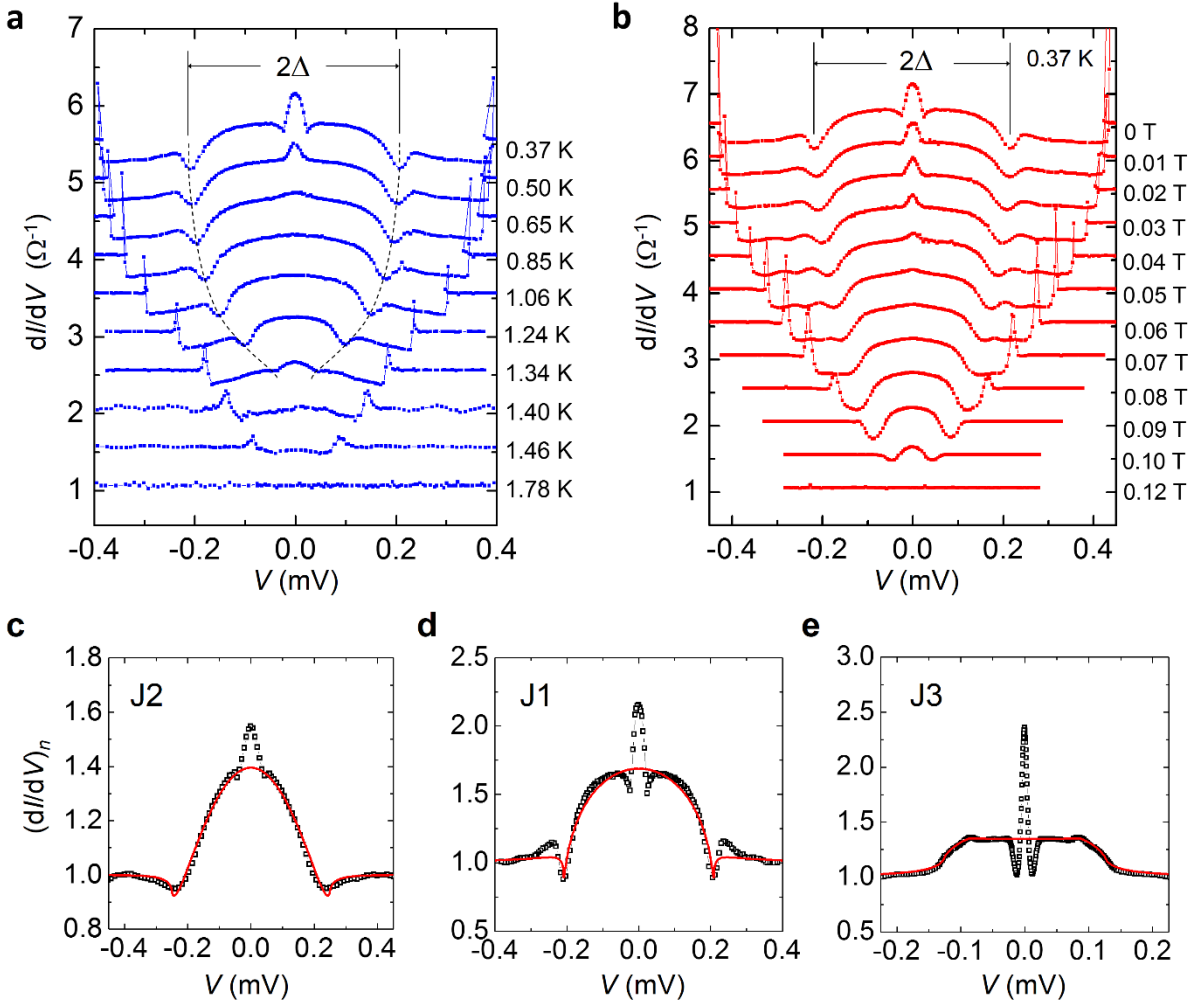 a
7
6
5
4
3
2
1
dI/dV (Ω⁻¹)
2Δ
0.37 K
0.50 K
0.65 K
0.85 K
1.06 K
1.24 K
1.34 K
1.40 K
1.46 K
1.78 K
-0.4 -0.2 0.0 0.2 0.4
V (mV)
b
8
7
6
5
4
3
2
1
dI/dV (Ω⁻¹)
2Δ
0.37 K
0 T
0.01 T
0.02 T
0.03 T
0.04 T
0.05 T
0.06 T
0.07 T
0.08 T
0.09 T
0.10 T
0.12 T
-0.4 -0.2 0.0 0.2 0.4
V (mV)
c
1.8
1.6
1.4
1.2
1.0
0.8
(dI/dV)n
J2
-0.4 -0.2 0.0 0.2 0.4
V (mV)
d
2.5
2.0
1.5
1.0
0.5
J1
-0.4 -0.2 0.0 0.2 0.4
V (mV)
e
3.0
2.5
2.0
1.5
1.0
0.5
J3
-0.2 -0.1 0.0 0.1 0.2
V (mV)